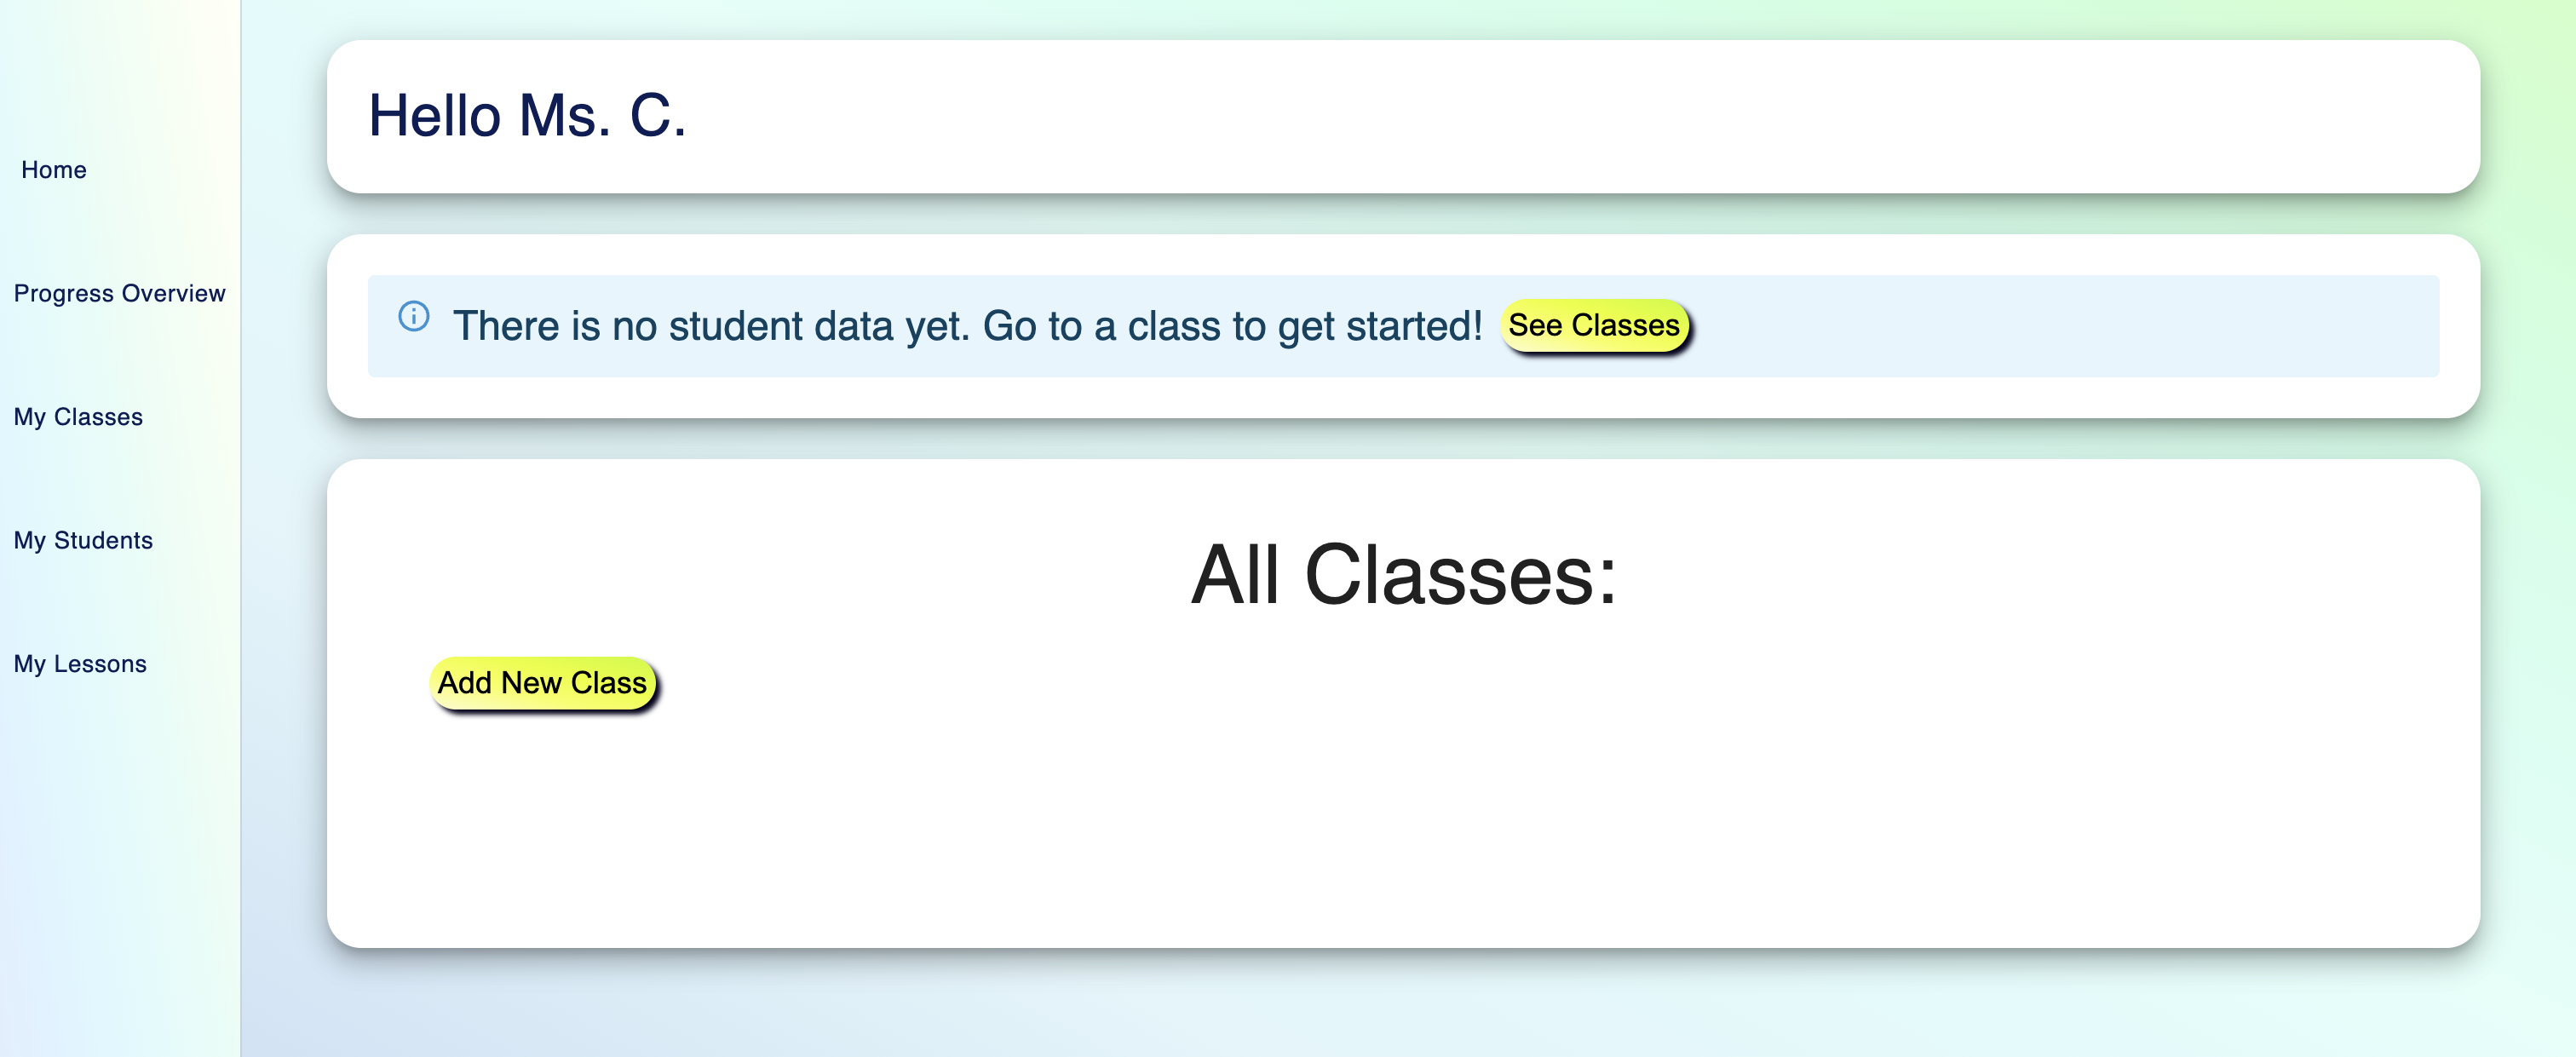 Home
Progress Overview
My Classes
My Students
My Lessons
Hello Ms. C.
There is no student data yet. Go to a class to get started! See Classes
All Classes:
Add New Class